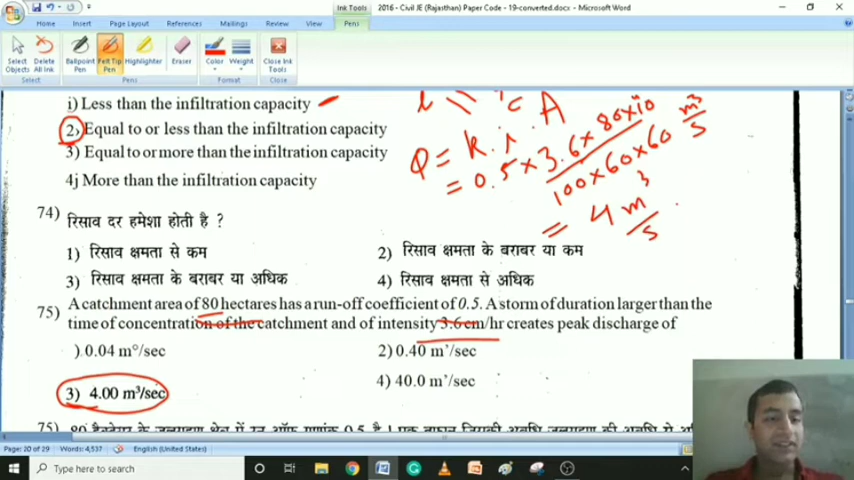 Ink Tools
2016 - Civil JE (Rajasthan) Paper Code - 19-converted.docx - Microsoft Word
Home Insert Page Layout References Mailings Review View Pens
Select Objects Delete All Ink Ballpoint Pen Felt Tip Pen Highlighter Eraser Color Weight Close Ink Tools
Select Pens Format Close
i) Less than the infiltration capacity
2) Equal to or less than the infiltration capacity
3) Equal to or more than the infiltration capacity
4j More than the infiltration capacity
Q = k.i.A
= 0.5 × 3.6 × 80×10 m³
100×60×60 s
= 4 m³
s
74) रिसाव दर हमेशा होती है ?
1) रिसाव क्षमता से कम 2) रिसाव क्षमता के बराबर या कम
3) रिसाव क्षमता के बराबर या अधिक 4) रिसाव क्षमता से अधिक
75) A catchment area of 80 hectares has a run-off coefficient of 0.5. A storm of duration larger than the
time of concentration of the catchment and of intensity 3.6 cm/hr creates peak discharge of
) 0.04 m°/sec 2) 0.40 m’/sec
3) 4.00 m³/sec 4) 40.0 m’/sec
75)
Page: 20 of 29 Words: 4,537 English (United States)
Type here to search